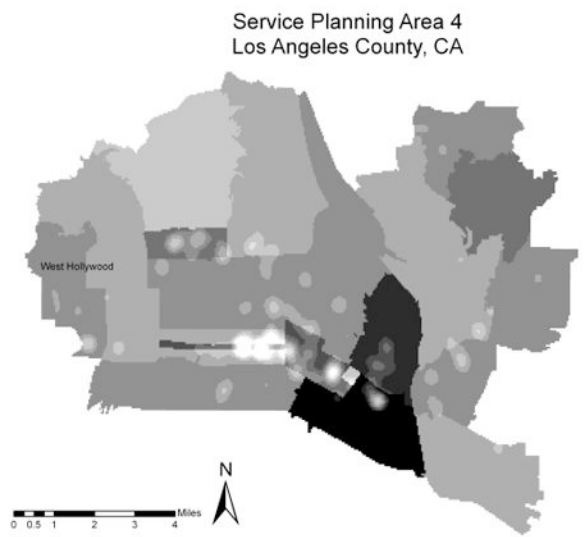 Service Planning Area 4
Los Angeles County, CA
West Hollywood
N
Miles
0 0.5 1 2 3 4